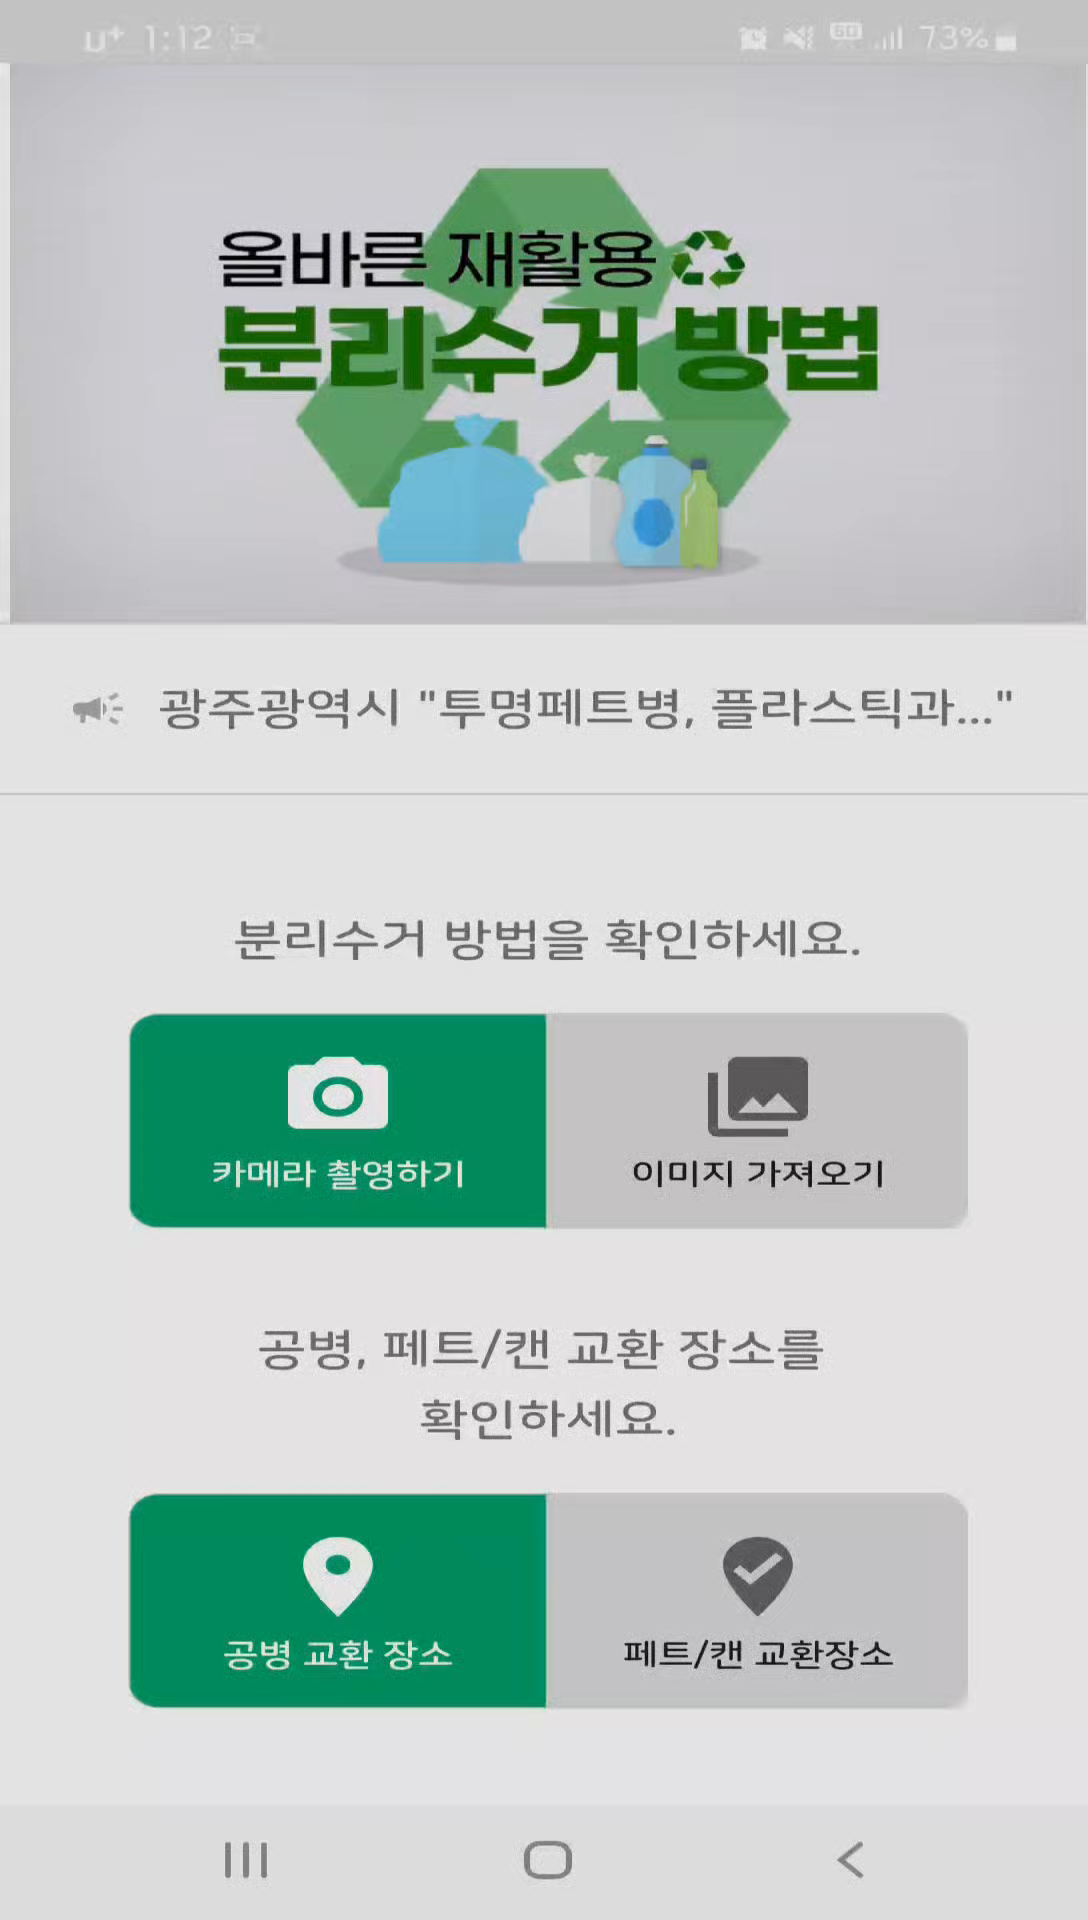 U+ 1:12 73%
올바른 재활용
분리수거 방법
광주광역시 "투명페트병, 플라스틱과..."
분리수거 방법을 확인하세요.
카메라 촬영하기 이미지 가져오기
공병, 페트/캔 교환 장소를
확인하세요.
공병 교환 장소 페트/캔 교환장소